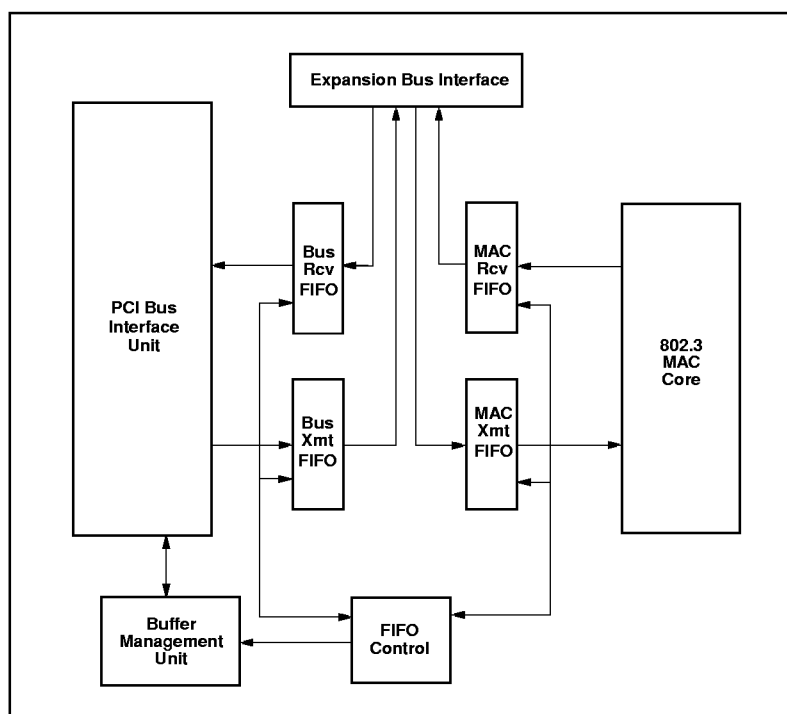 Expansion Bus Interface
Bus
Rcv
FIFO
MAC
Rcv
FIFO
PCI Bus
Interface
Unit
802.3
MAC
Core
Bus
Xmt
FIFO
MAC
Xmt
FIFO
Buffer
Management
Unit
FIFO
Control